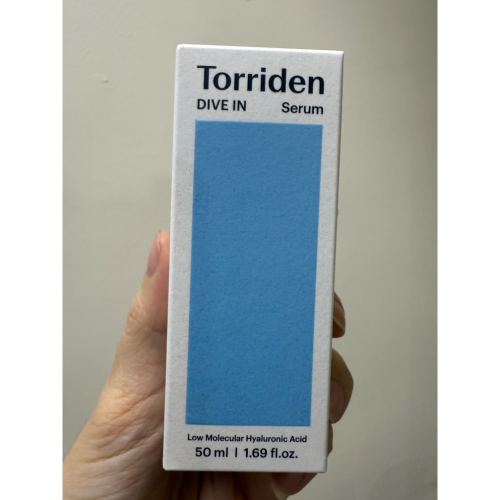 Torriden
DIVE IN Serum
Low Molecular Hyaluronic Acid
50 ml | 1.69 fl.oz.